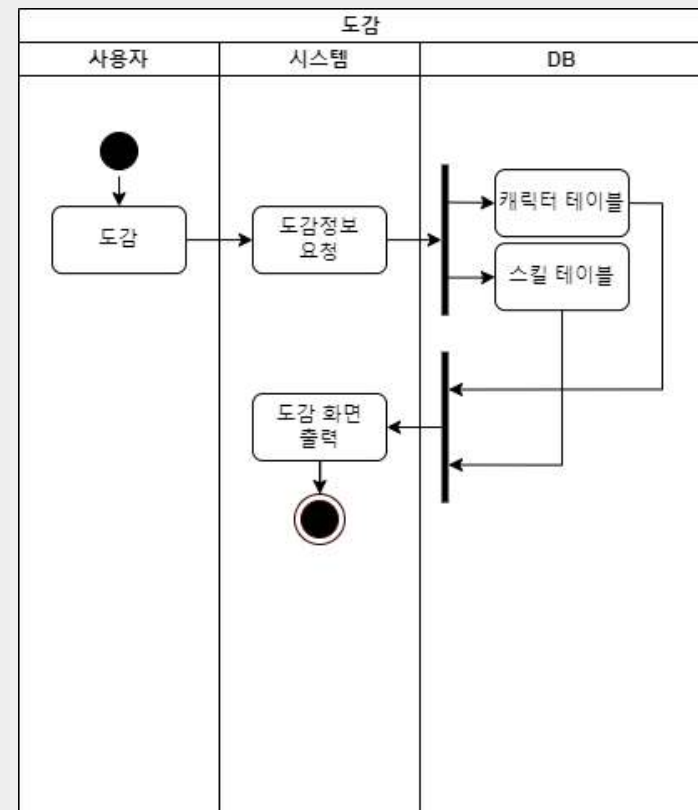 도감
사용자
시스템
DB
도감
도감정보
요청
캐릭터 테이블
스킬 테이블
도감 화면
출력